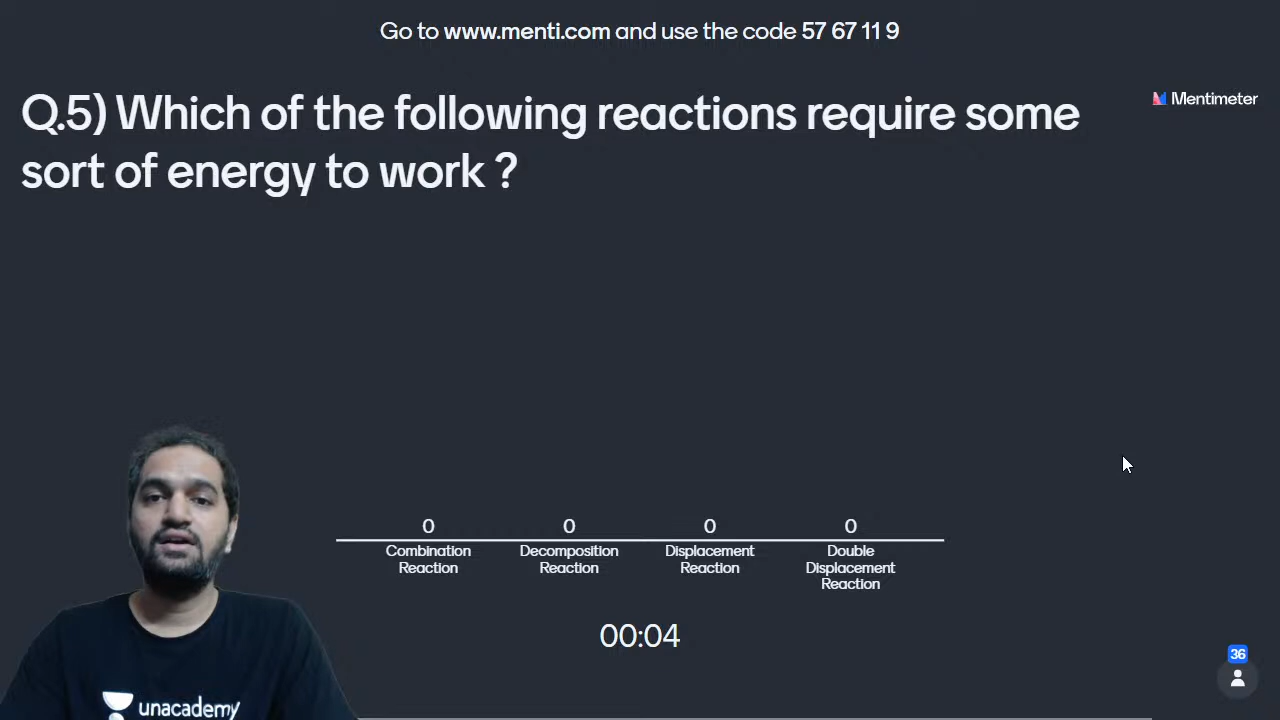 Go to www.menti.com and use the code 57 67 11 9
Mentimeter
Q.5) Which of the following reactions require some
sort of energy to work ?
0
0
0
0
Combination
Reaction
Decomposition
Reaction
Displacement
Reaction
Double
Displacement
Reaction
00:04
36
unacademy